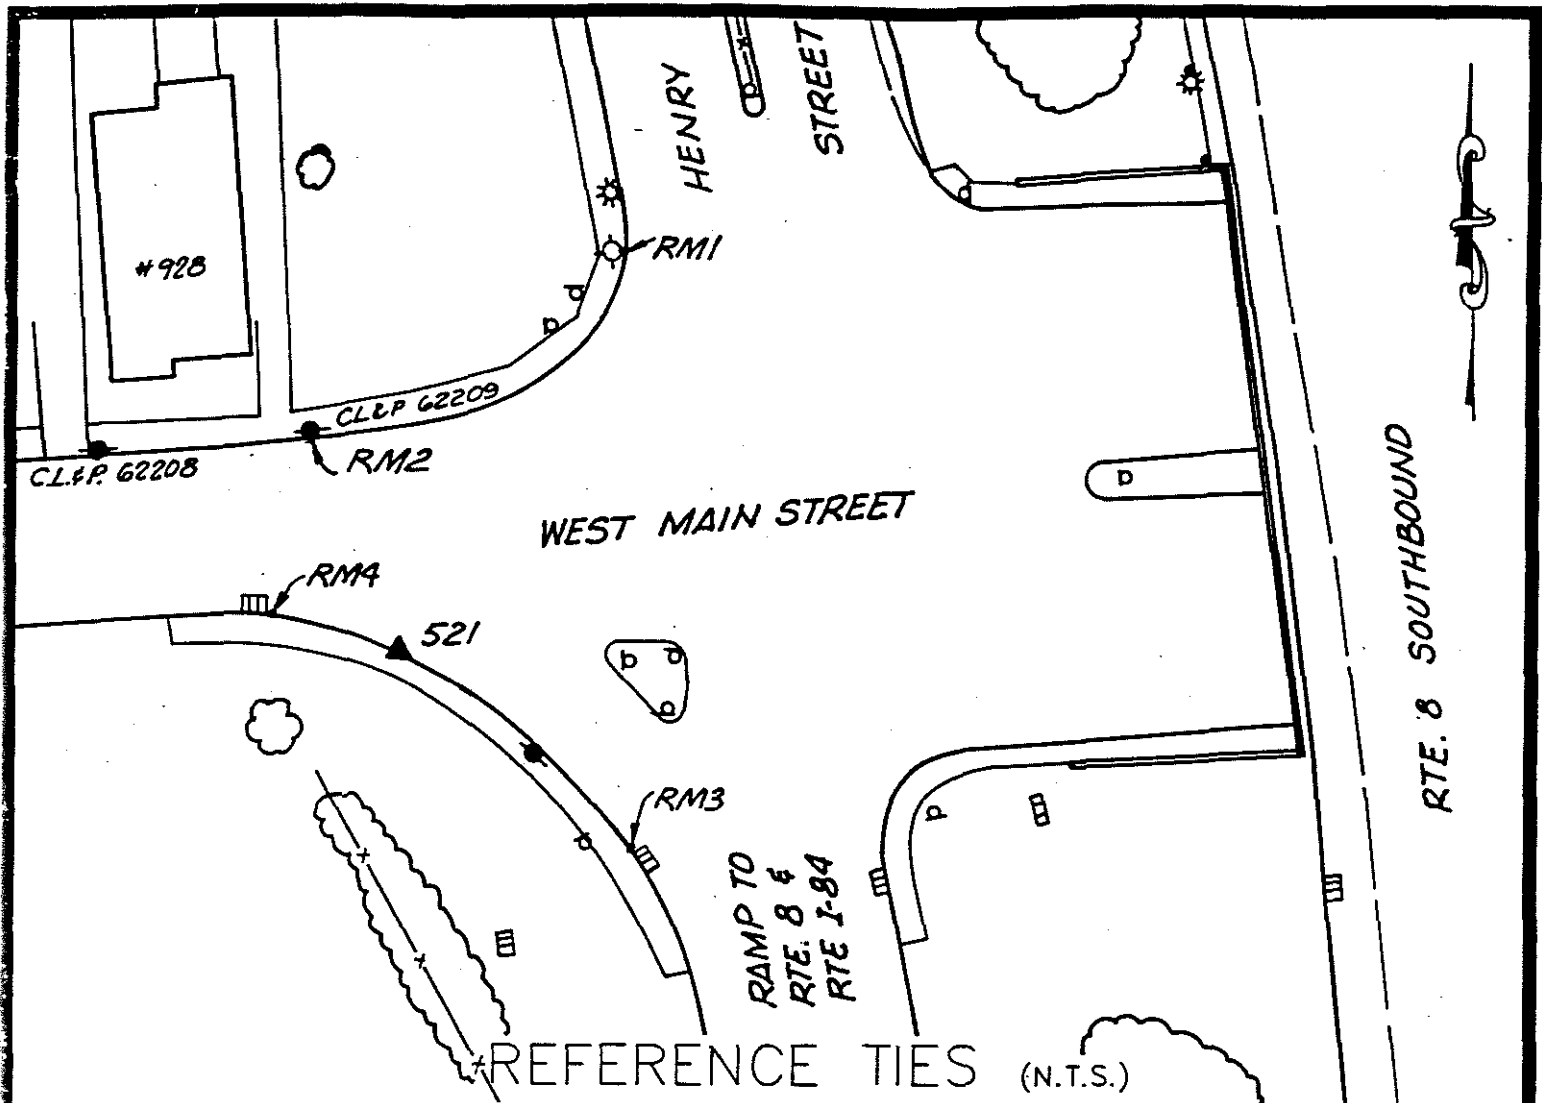 HENRY
STREET
#928
RM1
CL&P 62209
RM2
C.L.&P. 62208
WEST MAIN STREET
RTE. 8 SOUTHBOUND
RM4
521
RM3
RAMP TO
RTE. 8 &
RTE I-84
REFERENCE TIES (N.T.S.)